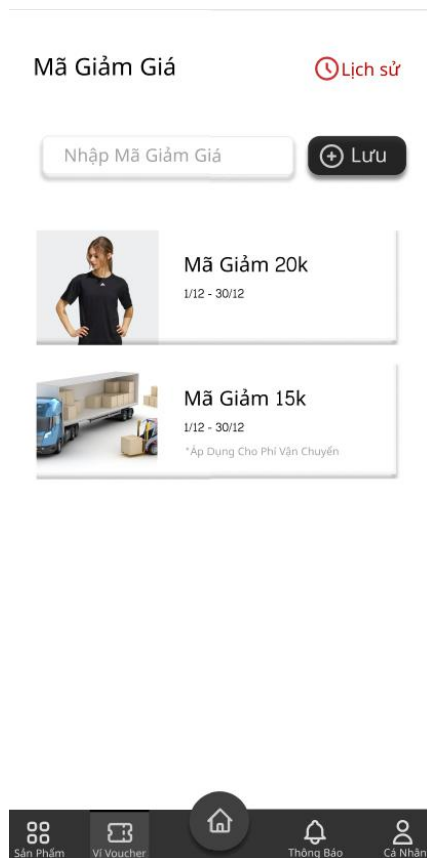 Mã Giảm Giá
Lịch sử
Nhập Mã Giảm Giá
Lưu
Mã Giảm 20k
1/12 - 30/12
Mã Giảm 15k
1/12 - 30/12
*Áp Dụng Cho Phí Vận Chuyển
Sản Phẩm
Ví Voucher
Thông Báo
Cá Nhân